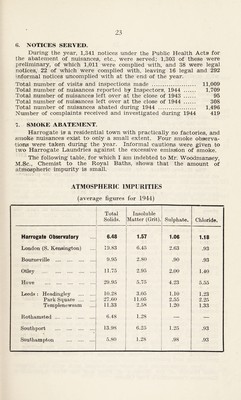 23
6. NOTICES SERVED.
During the year, 1,341 notices under the Public Health Acts for
the abatement of nuisances, etc., were served; 1,303 of these were
preliminary, of which 1,011 were complied with, and 38 were legal
notices, 22 of which were complied with, leaving 16 legal and 292
informal notices uncomplied with at the end of the year.
Total number of visits and inspections made 11,009
Total number of nuisances reported by Inspectors, 1944 1,709
Total number of nuisances left over at the close of 1943 95
Total number of nuisances left over at the close of 1944 308
Total number of nuisances abated during 1944 1,496
Number of complaints received and investigated during 1944 419
7. SMOKE ABATEMENT.
Harrogate is a residential town with practically no factories, and
smoke nuisances exist to only a small extent. Four smoke observa-
tions were taken during the year. Informal cautions were given to
two Harrogate Laundries against the excessive emission of smoke.
The following table, for which I am indebted to Mr. Woodmansey,
M.Sc., Chemist to the Royal Baths, shows that the amount of
atmospheric impurity is small.
ATMOSPHERIC IMPURITIES
(average figures for 1944)
Total Solids. Insoluble Matter (Grit). Sulphate. Chloride.
Harrogate Observatory 6.48 1.57 1.06 1.18
London (S. Kensington) 13.83 6.45 2.63 .93
Bourneville 9.95 2.80 .90 .93
Otley 11.75 2.95 2.00 1.40
Hove 20.95 5.75 4.23 5.55
Leeds: Headingley 10.28 3.05 1.10 1.23
Park Square 27.60 11.05 2.55 2.25
Templenewsam 11.33 2.58 1.20 1.33
Rothamsted 6.48 1.28 — —
Southport 13.98 6.25 1.25 .93
Southampton 5.80 1.28 .98 .93